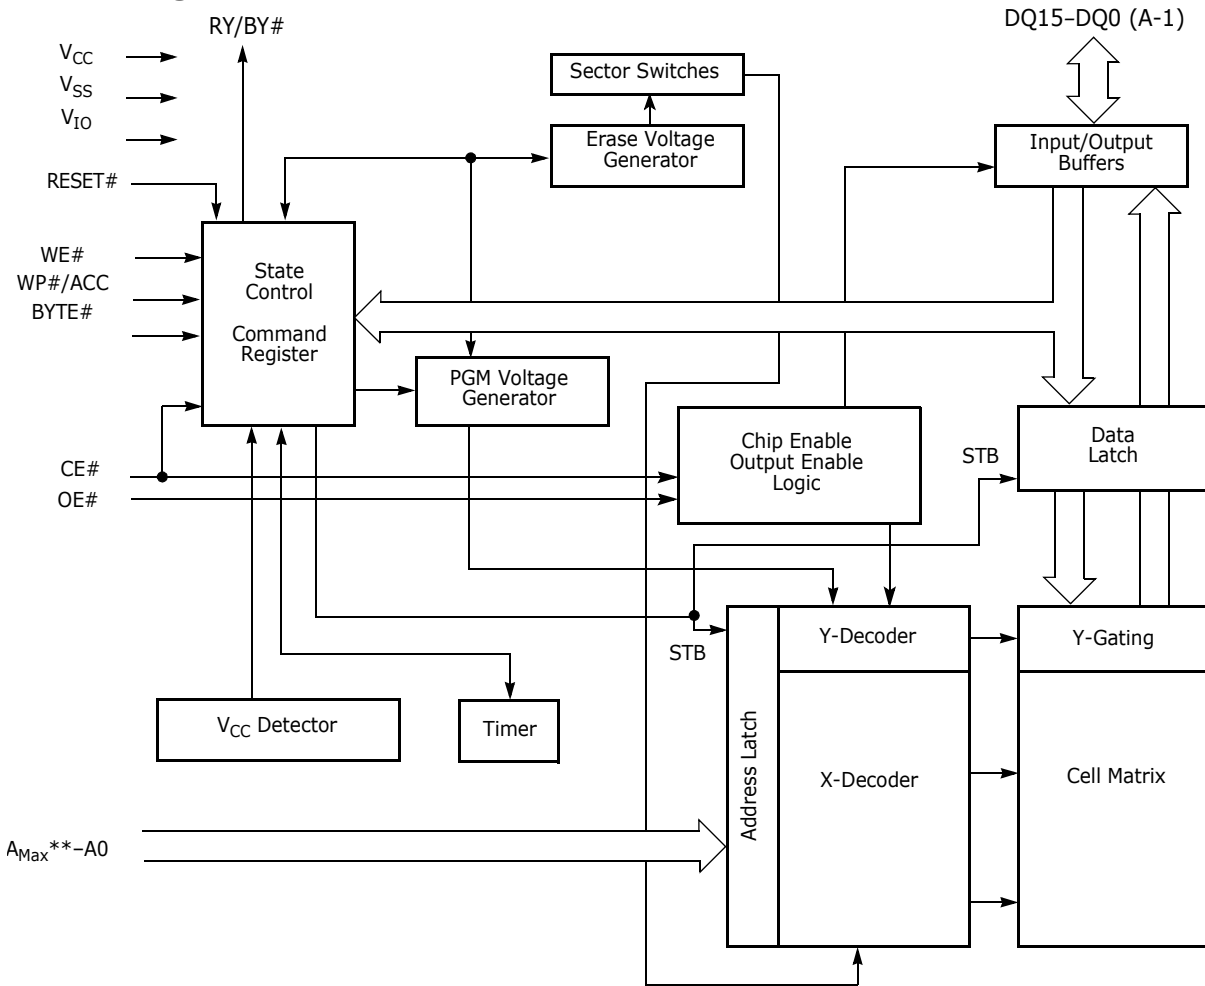 RY/BY#
DQ15–DQ0 (A-1)
VCC
VSS
VIO
Sector Switches
Erase Voltage
Generator
Input/Output
Buffers
RESET#
WE#
WP#/ACC
BYTE#
State
Control
Command
Register
PGM Voltage
Generator
Chip Enable
Output Enable
Logic
STB
Data
Latch
CE#
OE#
STB
Y-Decoder
Y-Gating
VCC Detector
Timer
Address Latch
X-Decoder
Cell Matrix
AMax**–A0